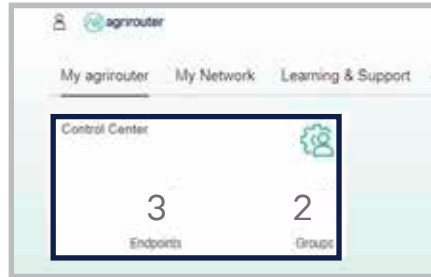 agrirouter
My agrirouter My Network Learning & Support
Control Center
3 2
Endpoints Groups